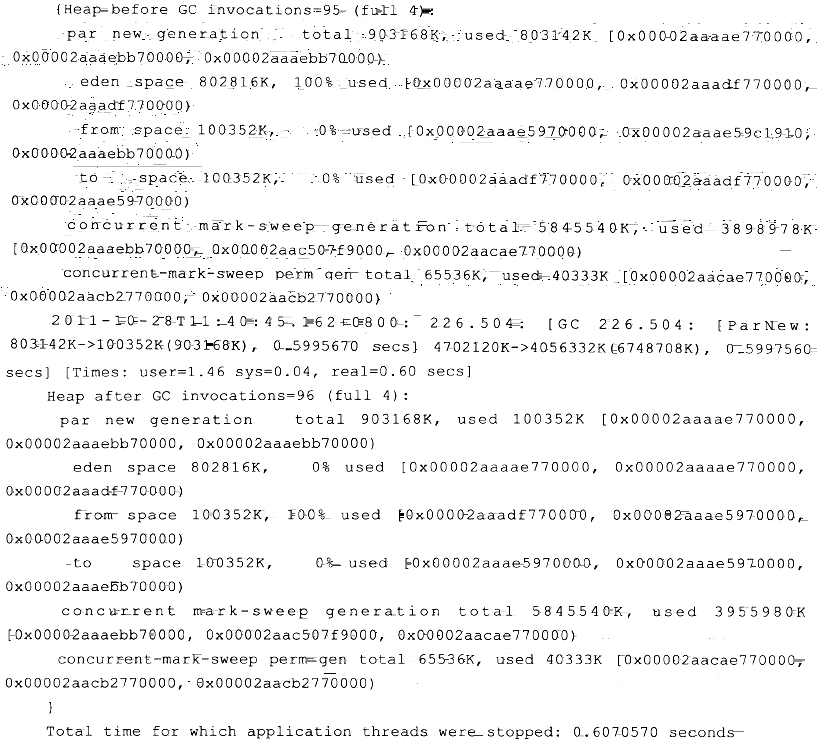 {Heap before GC invocations=95 (full 4):
par new generation total 903168K, used 803142K [0x00002aaaae770000,
0x00002aaaebb70000, 0x00002aaaebb70000)
eden space 802816K, 100% used [0x00002aaaae770000, 0x00002aaadf770000,
0x00002aaadf770000)
from space 100352K, 0% used [0x00002aaae5970000, 0x00002aaae59c1910,
0x00002aaaebb70000)
to space 100352K, 0% used [0x00002aaadf770000, 0x00002aaadf770000,
0x00002aaae5970000)
concurrent mark-sweep generation total 5845540K, used 3898978K
[0x00002aaaebb70000, 0x00002aac507f9000, 0x00002aacae770000)
concurrent-mark-sweep perm gen total 65536K, used 40333K [0x00002aacae770000,
0x00002aacb2770000, 0x00002aacb2770000)
2011-10-28T11:40:45.162+0800: 226.504: [GC 226.504: [ParNew:
803142K->100352K(903168K), 0.5995670 secs] 4702120K->4056332K(6748708K), 0.5997560
secs] [Times: user=1.46 sys=0.04, real=0.60 secs]
Heap after GC invocations=96 (full 4):
par new generation total 903168K, used 100352K [0x00002aaaae770000,
0x00002aaaebb70000, 0x00002aaaebb70000)
eden space 802816K, 0% used [0x00002aaaae770000, 0x00002aaaae770000,
0x00002aaadf770000)
from space 100352K, 100% used [0x00002aaadf770000, 0x00002aaae5970000,
0x00002aaae5970000)
to space 100352K, 0% used [0x00002aaae5970000, 0x00002aaae5970000,
0x00002aaaebb70000)
concurrent mark-sweep generation total 5845540K, used 3955980K
[0x00002aaaebb70000, 0x00002aac507f9000, 0x00002aacae770000)
concurrent-mark-sweep perm gen total 65536K, used 40333K [0x00002aacae770000,
0x00002aacb2770000, 0x00002aacb2770000)
}
Total time for which application threads were stopped: 0.6070570 seconds